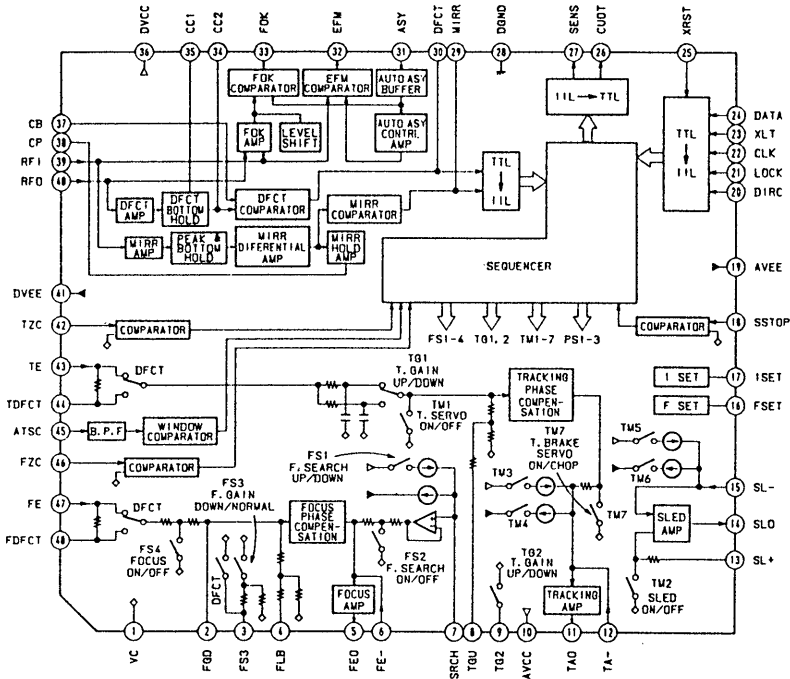 DVCC
CC1
CC2
FOK
EFM
ASY
DFCT
MIRR
DGND
SENS
CUOT
XRST
36
35
34
33
32
31
30
29
28
27
26
25
FOK
COMPARATOR
EFM
COMPARATOR
AUTO ASY
BUFFER
IIL → TTL
CB 37
CP 38
RFI 39
RFO 40
FOK
AMP
LEVEL
SHIFT
AUTO ASY
CONTRL
AMP
TTL
↓
IIL
TTL
↓
IIL
24 DATA
23 XLT
22 CLK
21 LOCK
20 DIRC
DFCT
AMP
DFCT
BOTTOM
HOLD
DFCT
COMPARATOR
MIRR
COMPARATOR
MIRR
AMP
PEAK &
BOTTOM
HOLD
MIRR
DIFERENTIAL
AMP
MIRR
HOLD
AMP
SEQUENCER
19 AVEE
DVEE 41
TZC 42
COMPARATOR
FS1-4
TG1, 2
TM1-7
PS1-3
COMPARATOR
18 SSTOP
TE 43
DFCT
TDFCT 44
TG1
T. GAIN
UP/DOWN
TM1
T. SERVO
ON/OFF
TRACKING
PHASE
COMPEN-
SATION
I SET
17 ISET
F SET
16 FSET
ATSC 45
B.P.F
WINDOW
COMPARATOR
FZC 46
COMPARATOR
FS1
F. SEARCH
UP/DOWN
TM7
T. BRAKE
SERVO
ON/CHOP
TM3
TM4
TM7
TM5
TM6
15 SL-
FE 47
DFCT
FDFCT 48
FS4
FOCUS
ON/OFF
FS3
F. GAIN
DOWN/NORMAL
DFCT
FOCUS
PHASE
COMPEN-
SATION
FS2
F. SEARCH
ON/OFF
TG2
T. GAIN
UP/DOWN
SLED
AMP
14 SLO
13 SL+
TM2
SLED
ON/OFF
FOCUS
AMP
TRACKING
AMP
1
2
3
4
5
6
7
8
9
10
11
12
VC
FGD
FS3
FLB
FEO
FE-
SRCH
TGU
TG2
AVCC
TAO
TA-